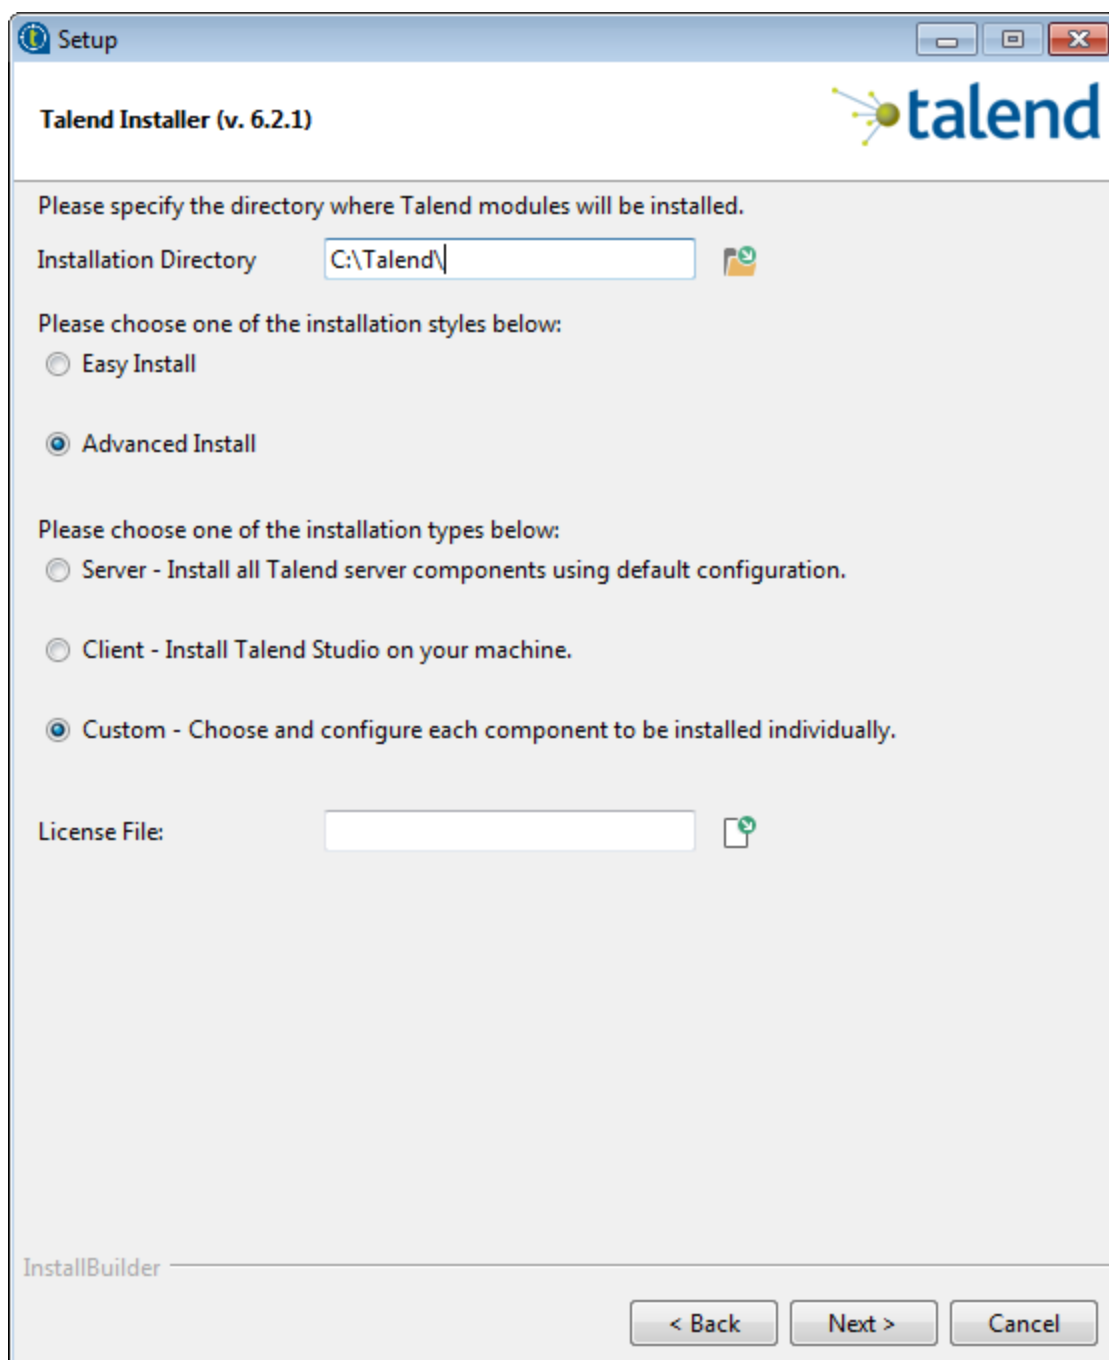 Setup
Talend Installer (v. 6.2.1)
talend
Please specify the directory where Talend modules will be installed.
Installation Directory C:\Talend\
Please choose one of the installation styles below:
Easy Install
Advanced Install
Please choose one of the installation types below:
Server - Install all Talend server components using default configuration.
Client - Install Talend Studio on your machine.
Custom - Choose and configure each component to be installed individually.
License File:
InstallBuilder
< Back Next > Cancel